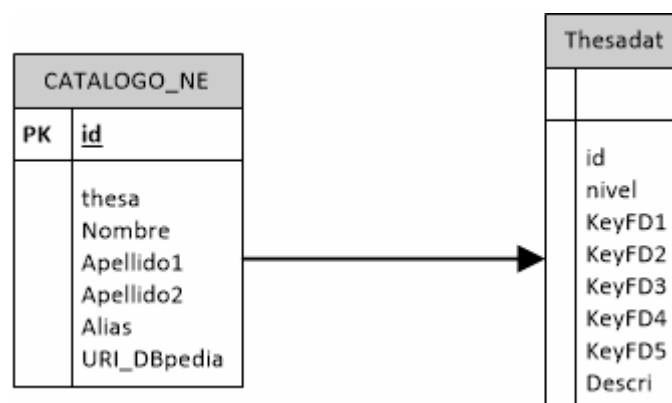 CATALOGO_NE
PK id
thesa
Nombre
Apellido1
Apellido2
Alias
URI_DBpedia
Thesadat
id
nivel
KeyFD1
KeyFD2
KeyFD3
KeyFD4
KeyFD5
Descri